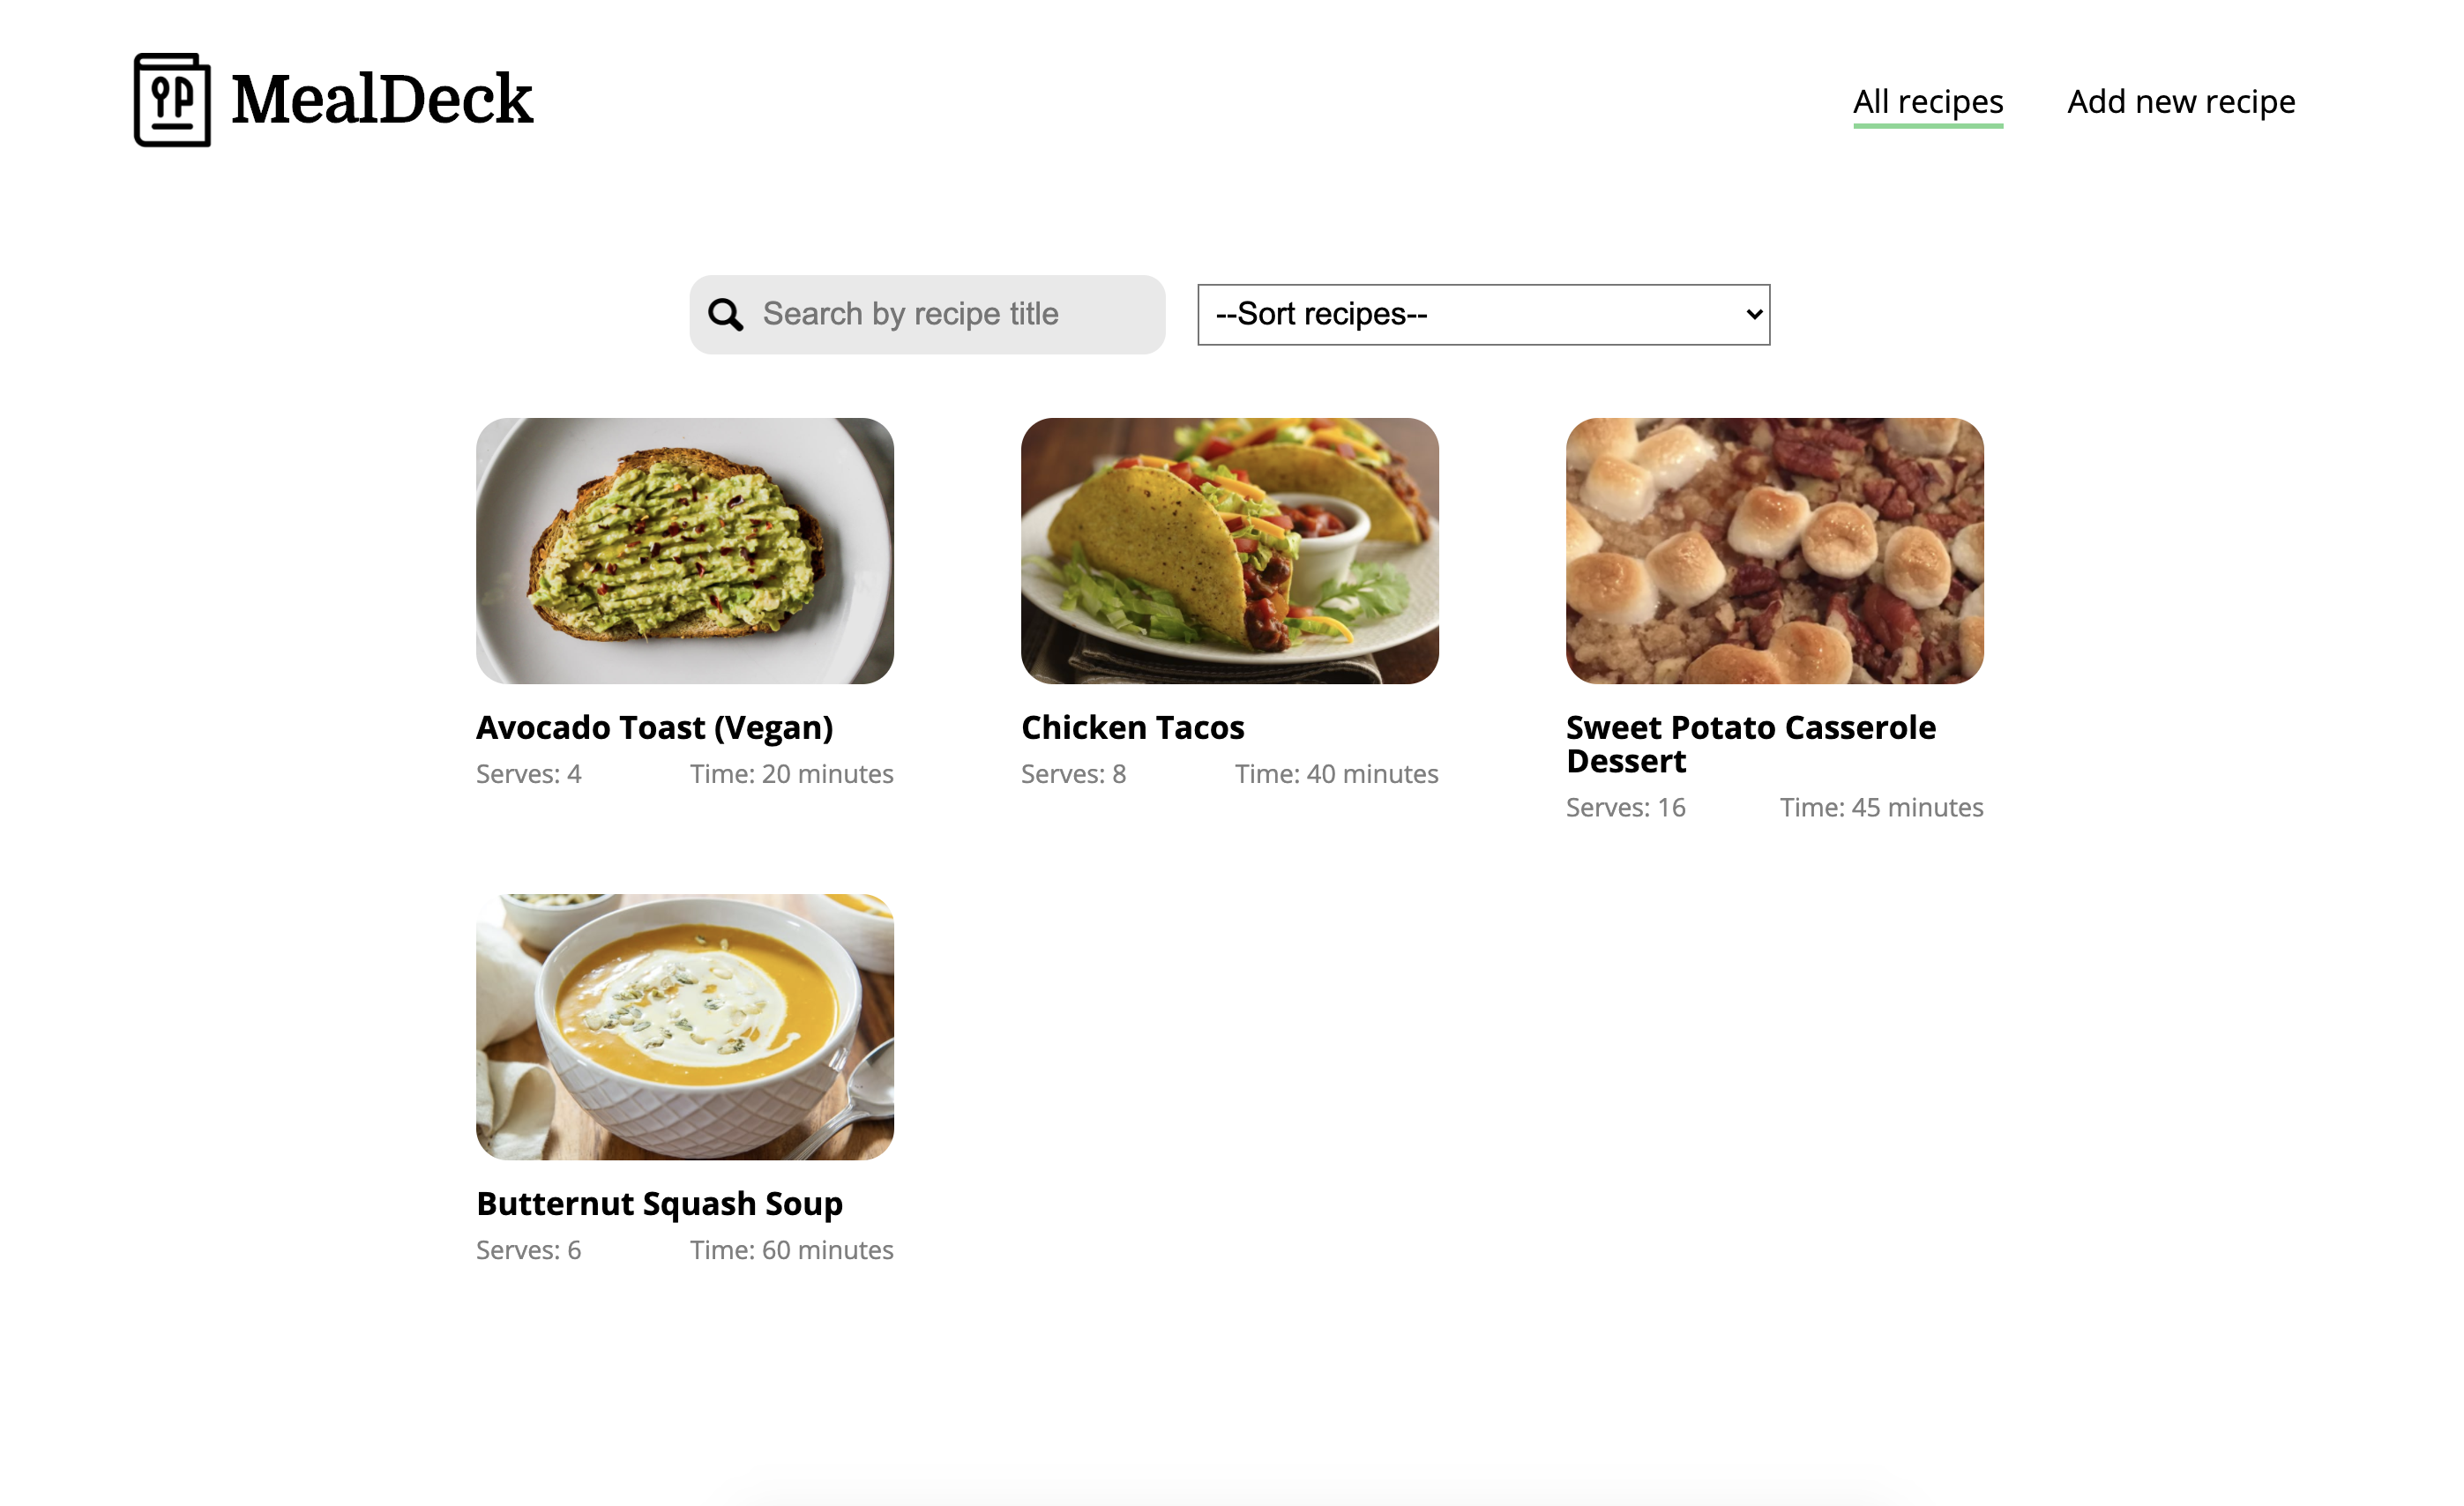 MealDeck
All recipes
Add new recipe
Search by recipe title
--Sort recipes--
Avocado Toast (Vegan)
Serves: 4
Time: 20 minutes
Chicken Tacos
Serves: 8
Time: 40 minutes
Sweet Potato Casserole
Dessert
Serves: 16
Time: 45 minutes
Butternut Squash Soup
Serves: 6
Time: 60 minutes